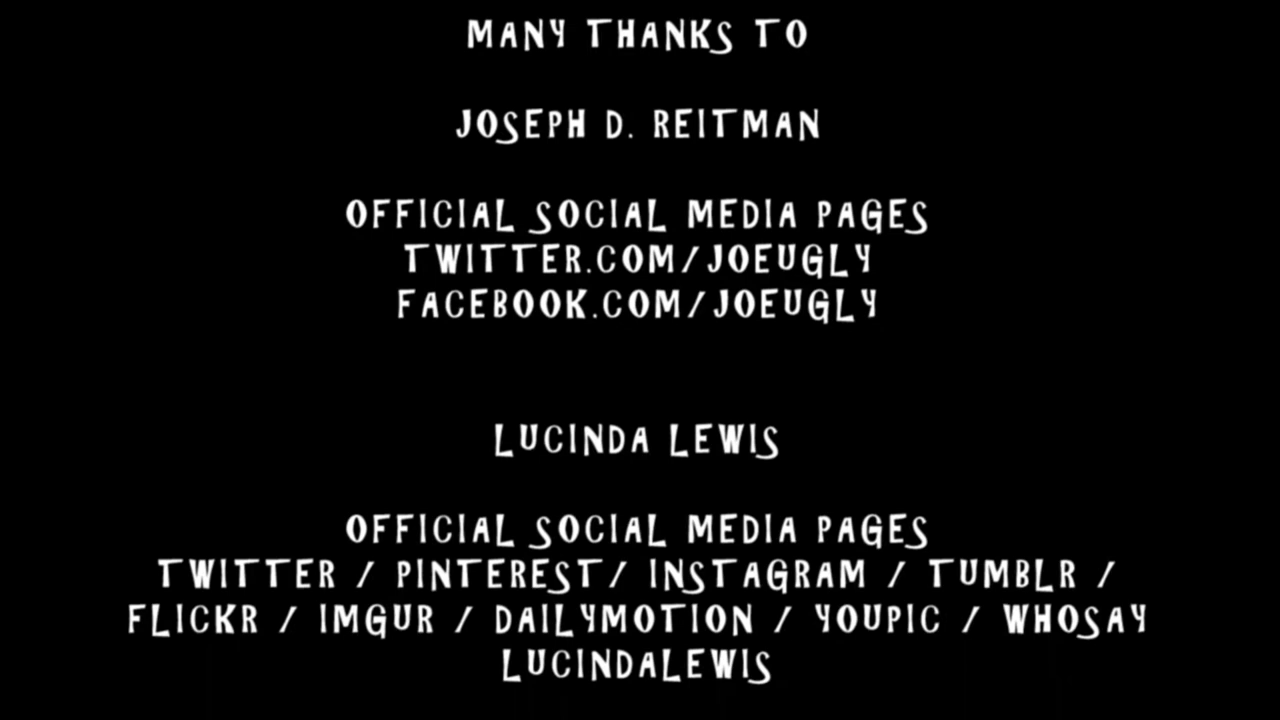 MANY THANKS TO
JOSEPH D. REITMAN
OFFICIAL SOCIAL MEDIA PAGES
TWITTER.COM/JOEUGLY
FACEBOOK.COM/JOEUGLY
LUCINDA LEWIS
OFFICIAL SOCIAL MEDIA PAGES
TWITTER / PINTEREST/ INSTAGRAM / TUMBLR /
FLICKR / IMGUR / DAILYMOTION / YOUPIC / WHOSAY
LUCINDALEWIS